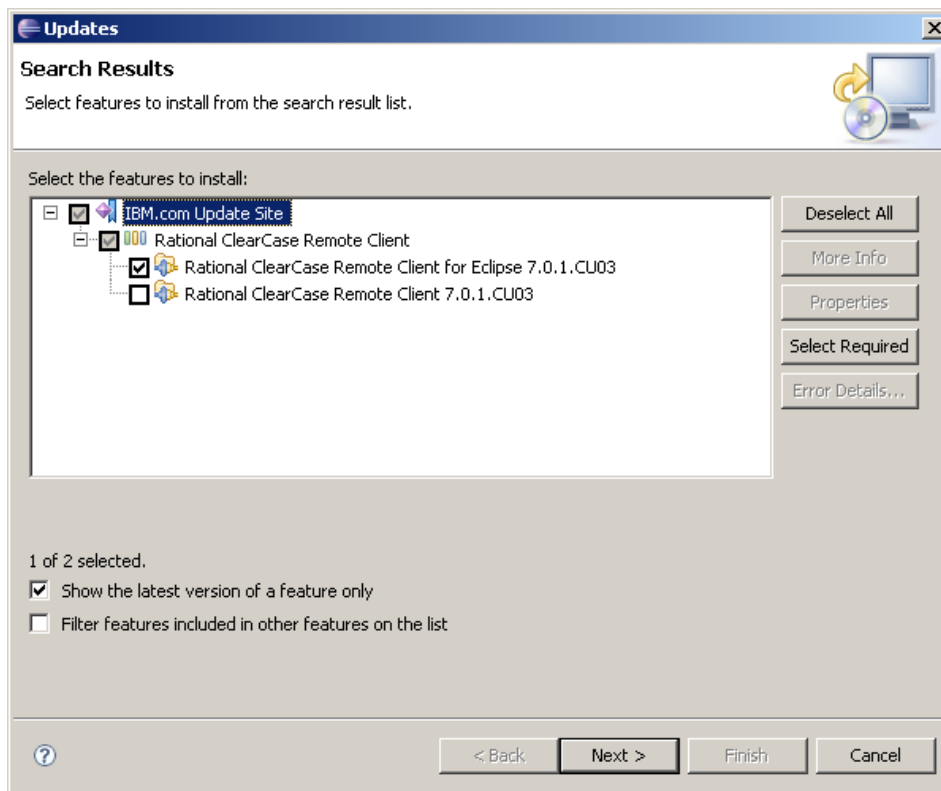 Updates
Search Results
Select features to install from the search result list.
Select the features to install:
IBM.com Update Site
Rational ClearCase Remote Client
Rational ClearCase Remote Client for Eclipse 7.0.1.CU03
Rational ClearCase Remote Client 7.0.1.CU03
Deselect All
More Info
Properties
Select Required
Error Details...
1 of 2 selected.
Show the latest version of a feature only
Filter features included in other features on the list
?
< Back Next > Finish Cancel